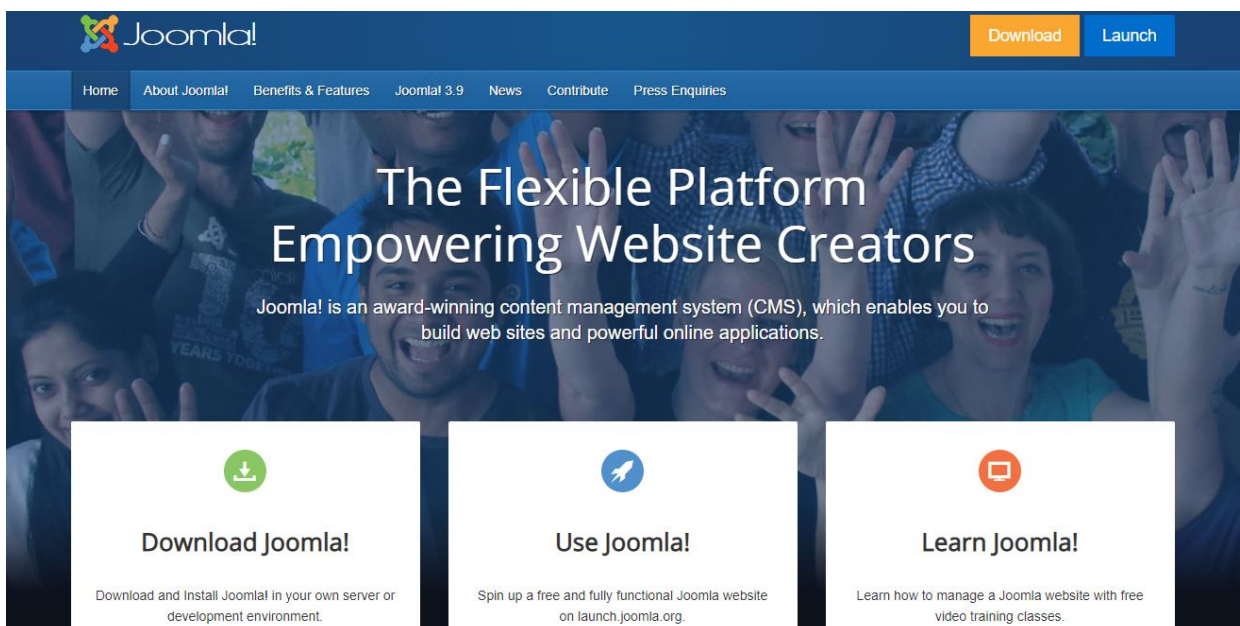 Joomla!
Download
Launch
Home
About Joomla!
Benefits & Features
Joomla! 3.9
News
Contribute
Press Enquiries
The Flexible Platform
Empowering Website Creators
Joomla! is an award-winning content management system (CMS), which enables you to
build web sites and powerful online applications.
YEARS
Download Joomla!
Download and Install Joomla! in your own server or
development environment.
Use Joomla!
Spin up a free and fully functional Joomla website
on launch.joomla.org.
Learn Joomla!
Learn how to manage a Joomla website with free
video training classes.